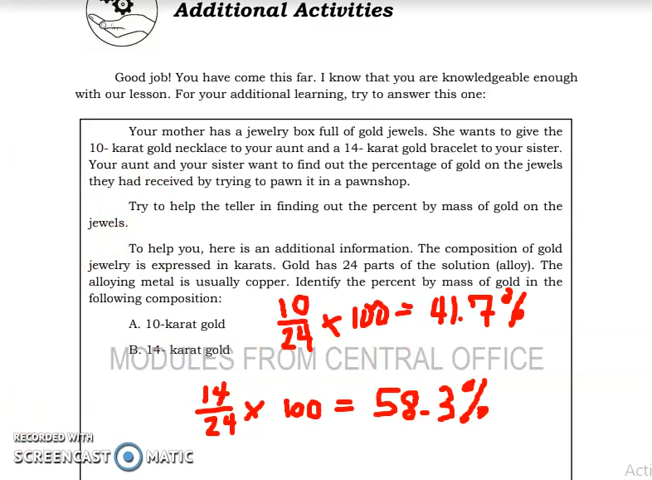 Additional Activities
Good job! You have come this far. I know that you are knowledgeable enough
with our lesson. For your additional learning, try to answer this one:
Your mother has a jewelry box full of gold jewels. She wants to give the
10- karat gold necklace to your aunt and a 14- karat gold bracelet to your sister.
Your aunt and your sister want to find out the percentage of gold on the jewels
they had received by trying to pawn it in a pawnshop.
Try to help the teller in finding out the percent by mass of gold on the
jewels.
To help you, here is an additional information. The composition of gold
jewelry is expressed in karats. Gold has 24 parts of the solution (alloy). The
alloying metal is usually copper. Identify the percent by mass of gold in the
following composition:
A. 10-karat gold
10/24 x 100 = 41.7%
B. 14- karat gold
MODULES FROM CENTRAL OFFICE
14/24 x 100 = 58.3%
RECORDED WITH
SCREENCAST MATIC
Acti